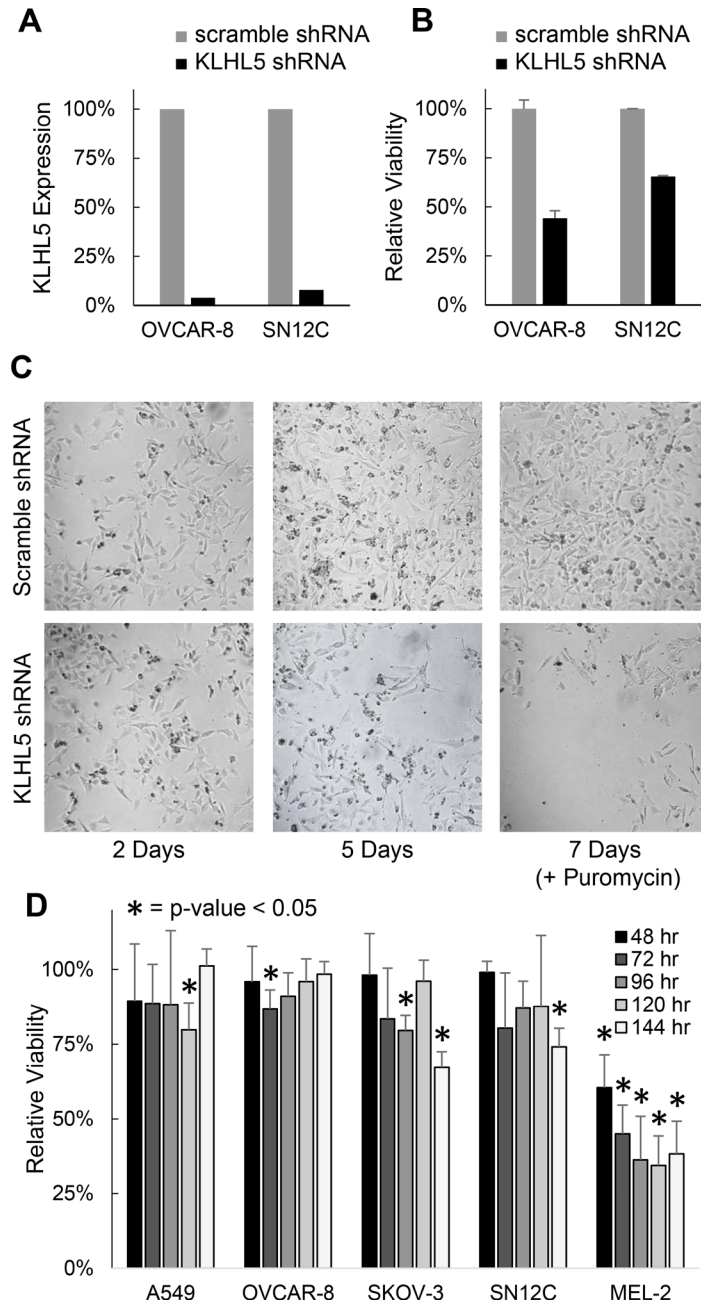 A
scramble shRNA
KLHL5 shRNA
KLHL5 Expression
100%
75%
50%
25%
0%
OVCAR-8 SN12C
B
scramble shRNA
KLHL5 shRNA
Relative Viability
100%
75%
50%
25%
0%
OVCAR-8 SN12C
C
Scramble shRNA
KLHL5 shRNA
2 Days
5 Days
7 Days
(+ Puromycin)
D
* = p-value < 0.05
48 hr
72 hr
96 hr
120 hr
144 hr
Relative Viability
100%
75%
50%
25%
0%
* * * * * * * * * *
A549 OVCAR-8 SKOV-3 SN12C MEL-2